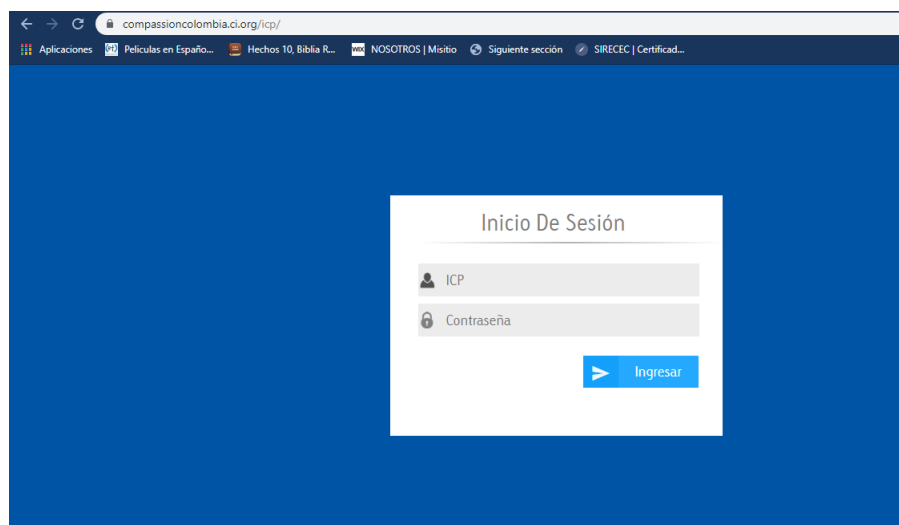 compassioncolombia.ci.org/icp/
Aplicaciones Peliculas en Españo... Hechos 10, Biblia R... WIX NOSOTROS | Misitio Siguiente sección SIRECEC | Certificad...
Inicio De Sesión
ICP
Contraseña
Ingresar